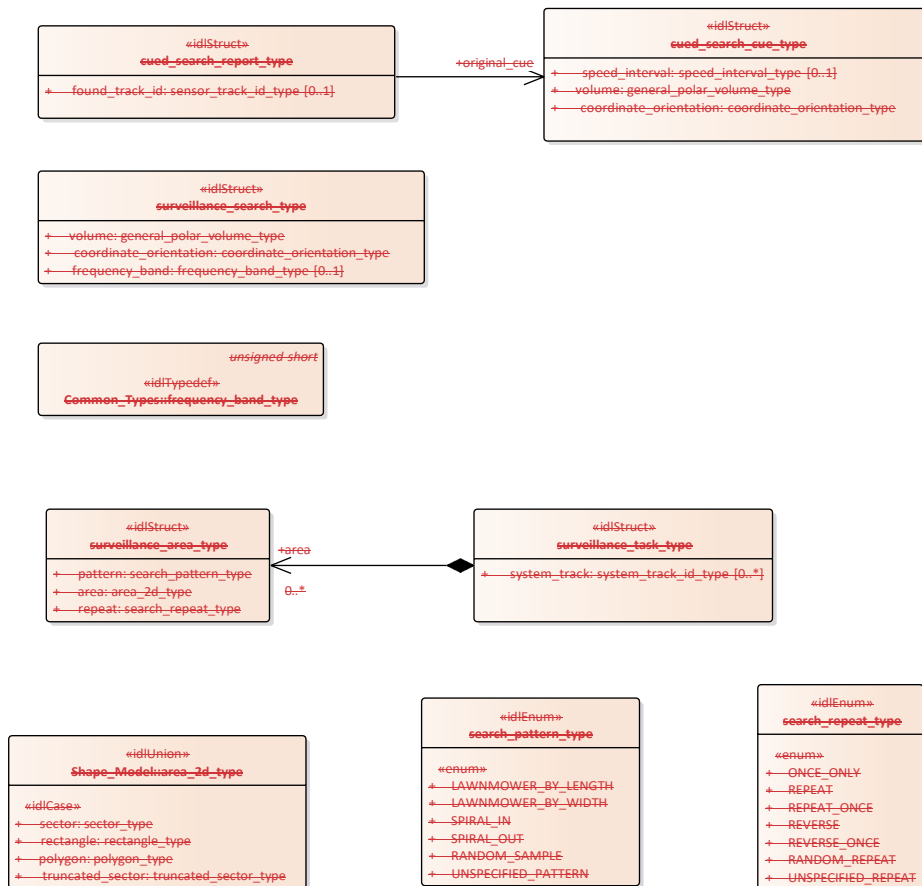 «idlStruct»
cued_search_report_type
+ found_track_id: sensor_track_id_type [0..1]
+original_cue
«idlStruct»
cued_search_cue_type
+ speed_interval: speed_interval_type [0..1]
+ volume: general_polar_volume_type
+ coordinate_orientation: coordinate_orientation_type
«idlStruct»
surveillance_search_type
+ volume: general_polar_volume_type
+ coordinate_orientation: coordinate_orientation_type
+ frequency_band: frequency_band_type [0..1]
unsigned short
«idlTypedef»
Common_Types::frequency_band_type
«idlStruct»
surveillance_area_type
+ pattern: search_pattern_type
+ area: area_2d_type
+ repeat: search_repeat_type
+area
0..*
«idlStruct»
surveillance_task_type
+ system_track: system_track_id_type [0..*]
«idlUnion»
Shape_Model::area_2d_type
«idlCase»
+ sector: sector_type
+ rectangle: rectangle_type
+ polygon: polygon_type
+ truncated_sector: truncated_sector_type
«idlEnum»
search_pattern_type
«enum»
+ LAWNMOWER_BY_LENGTH
+ LAWNMOWER_BY_WIDTH
+ SPIRAL_IN
+ SPIRAL_OUT
+ RANDOM_SAMPLE
+ UNSPECIFIED_PATTERN
«idlEnum»
search_repeat_type
«enum»
+ ONCE_ONLY
+ REPEAT
+ REPEAT_ONCE
+ REVERSE
+ REVERSE_ONCE
+ RANDOM_REPEAT
+ UNSPECIFIED_REPEAT